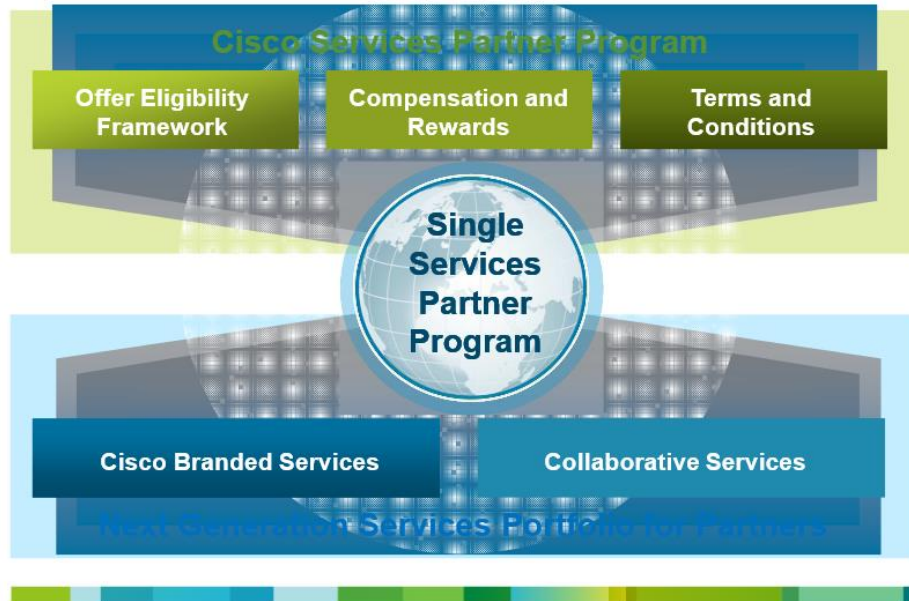 Cisco Services Partner Program
Offer Eligibility
Framework
Compensation and
Rewards
Terms and
Conditions
Single
Services
Partner
Program
Cisco Branded Services
Collaborative Services
Next Generation Services Portfolio for Partners